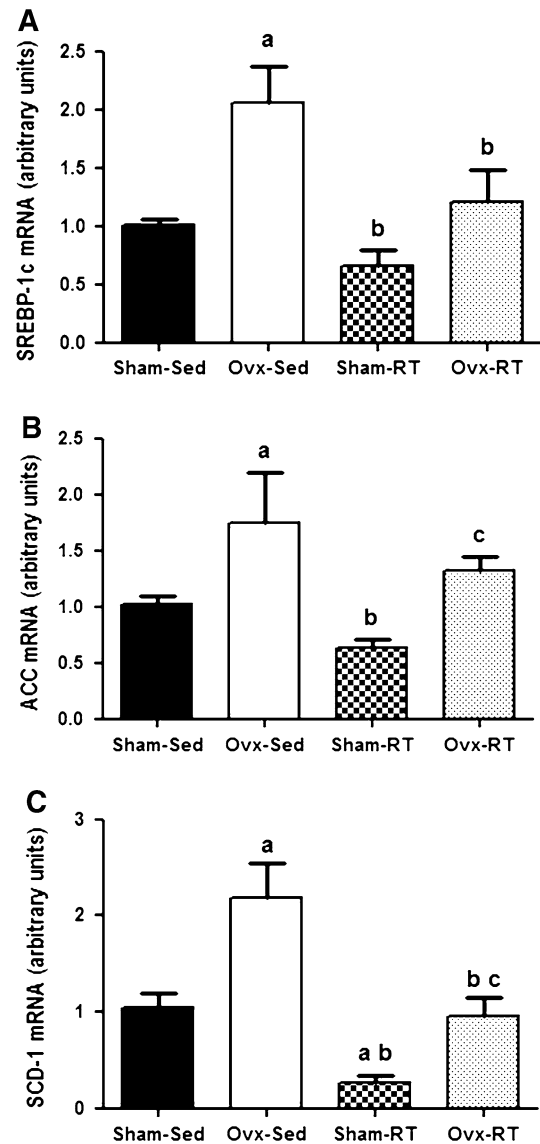 A
SREBP-1c mRNA (arbitrary units)
2.5
2.0
1.5
1.0
0.5
0.0
a
b
b
Sham-Sed Ovx-Sed Sham-RT Ovx-RT
B
ACC mRNA (arbitrary units)
2.5
2.0
1.5
1.0
0.5
0.0
a
b
c
Sham-Sed Ovx-Sed Sham-RT Ovx-RT
C
SCD-1 mRNA (arbitrary units)
3
2
1
0
a
a b
b c
Sham-Sed Ovx-Sed Sham-RT Ovx-RT